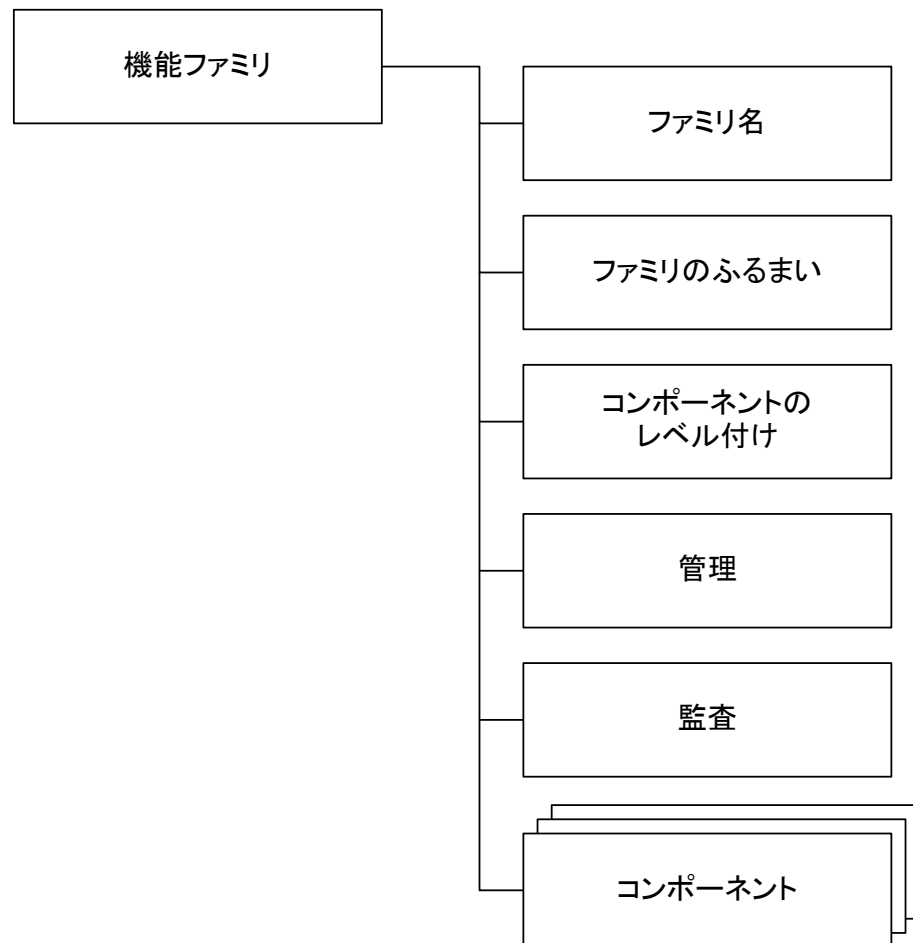 機能ファミリ
ファミリ名
ファミリのふるまい
コンポーネントの
レベル付け
管理
監査
コンポーネント